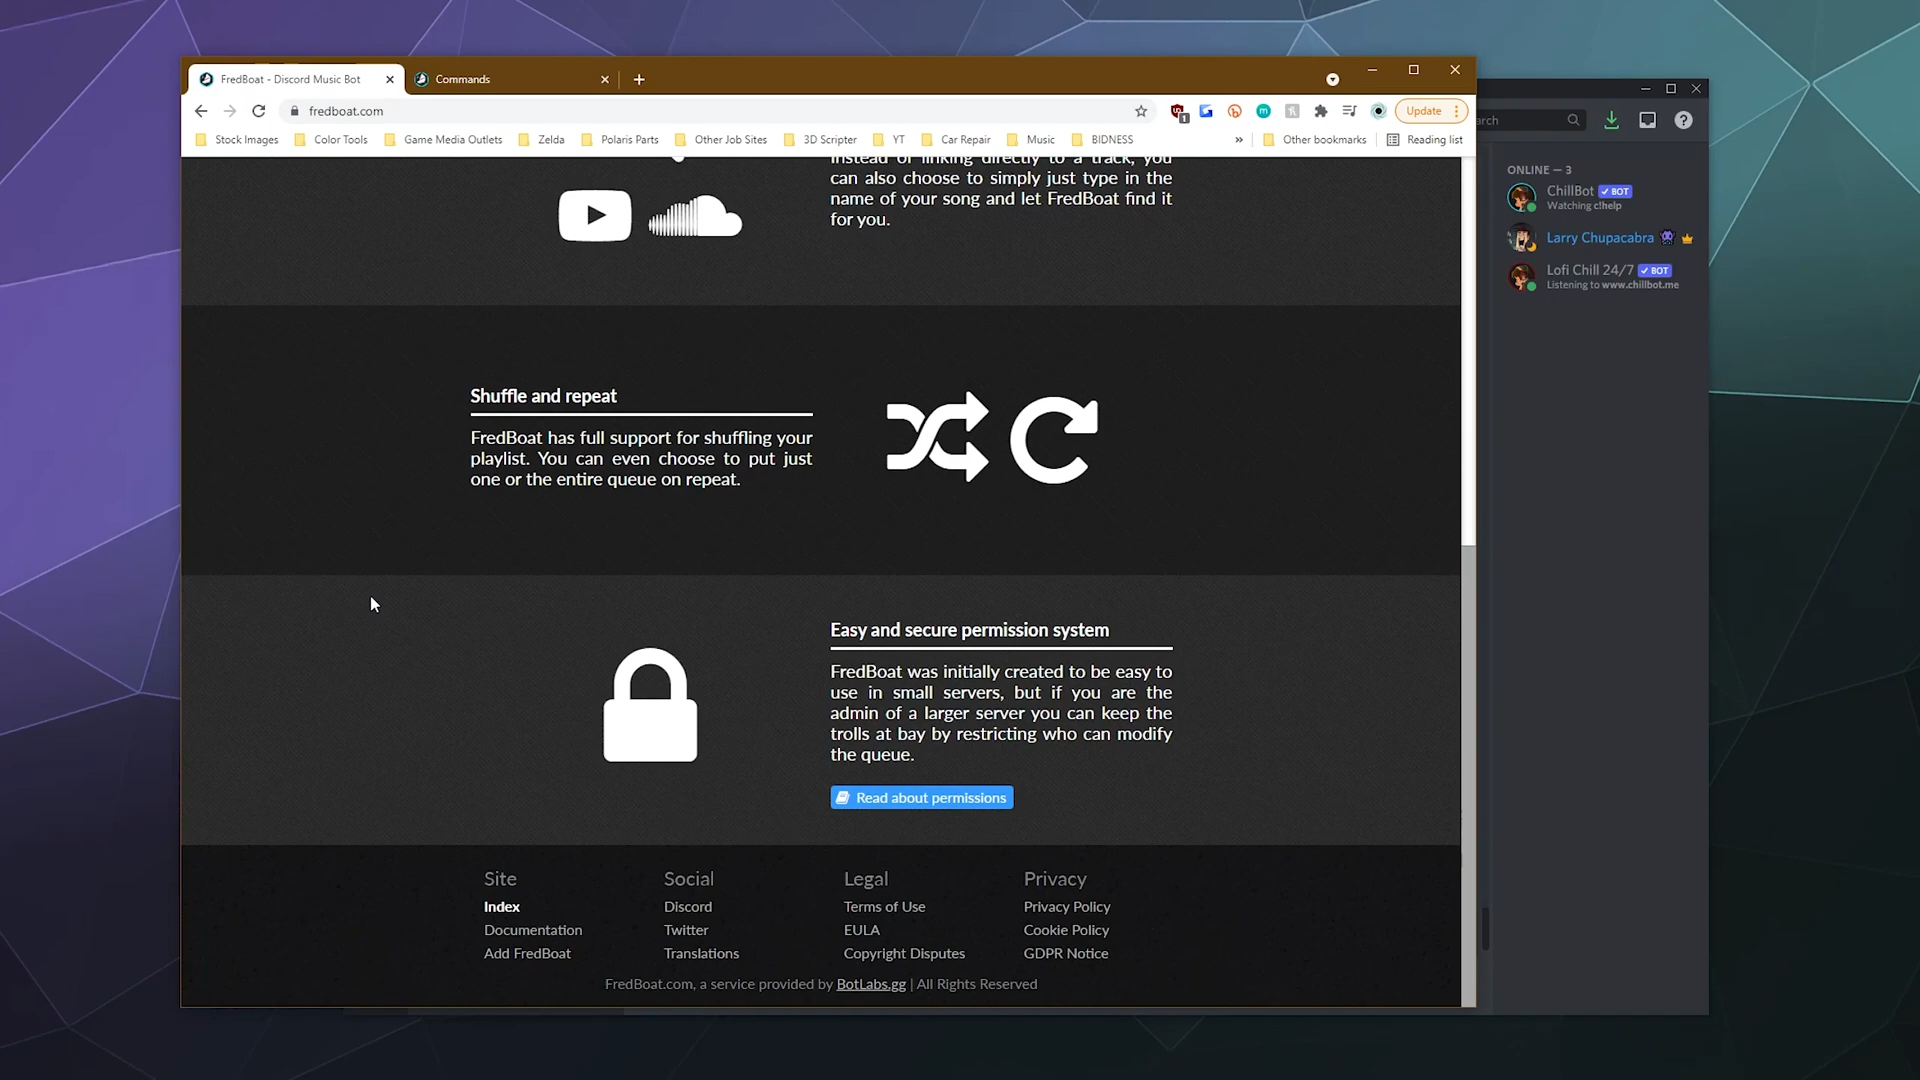 FredBoat - Discord Music Bot
Commands
fredboat.com
Update
1
Stock Images
Color Tools
Game Media Outlets
Zelda
Polaris Parts
Other Job Sites
3D Scripter
YT
Car Repair
Music
BIDNESS
Other bookmarks
Reading list
instead of linking directly to a track, you
can also choose to simply just type in the
name of your song and let FredBoat find it
for you.
Shuffle and repeat
FredBoat has full support for shuffling your
playlist. You can even choose to put just
one or the entire queue on repeat.
Easy and secure permission system
FredBoat was initially created to be easy to
use in small servers, but if you are the
admin of a larger server you can keep the
trolls at bay by restricting who can modify
the queue.
Read about permissions
Site
Index
Documentation
Add FredBoat
Social
Discord
Twitter
Translations
Legal
Terms of Use
EULA
Copyright Disputes
Privacy
Privacy Policy
Cookie Policy
GDPR Notice
FredBoat.com, a service provided by BotLabs.gg | All Rights Reserved
arch
ONLINE — 3
ChillBot BOT
Watching c!help
Larry Chupacabra
Lofi Chill 24/7 BOT
Listening to www.chillbot.me